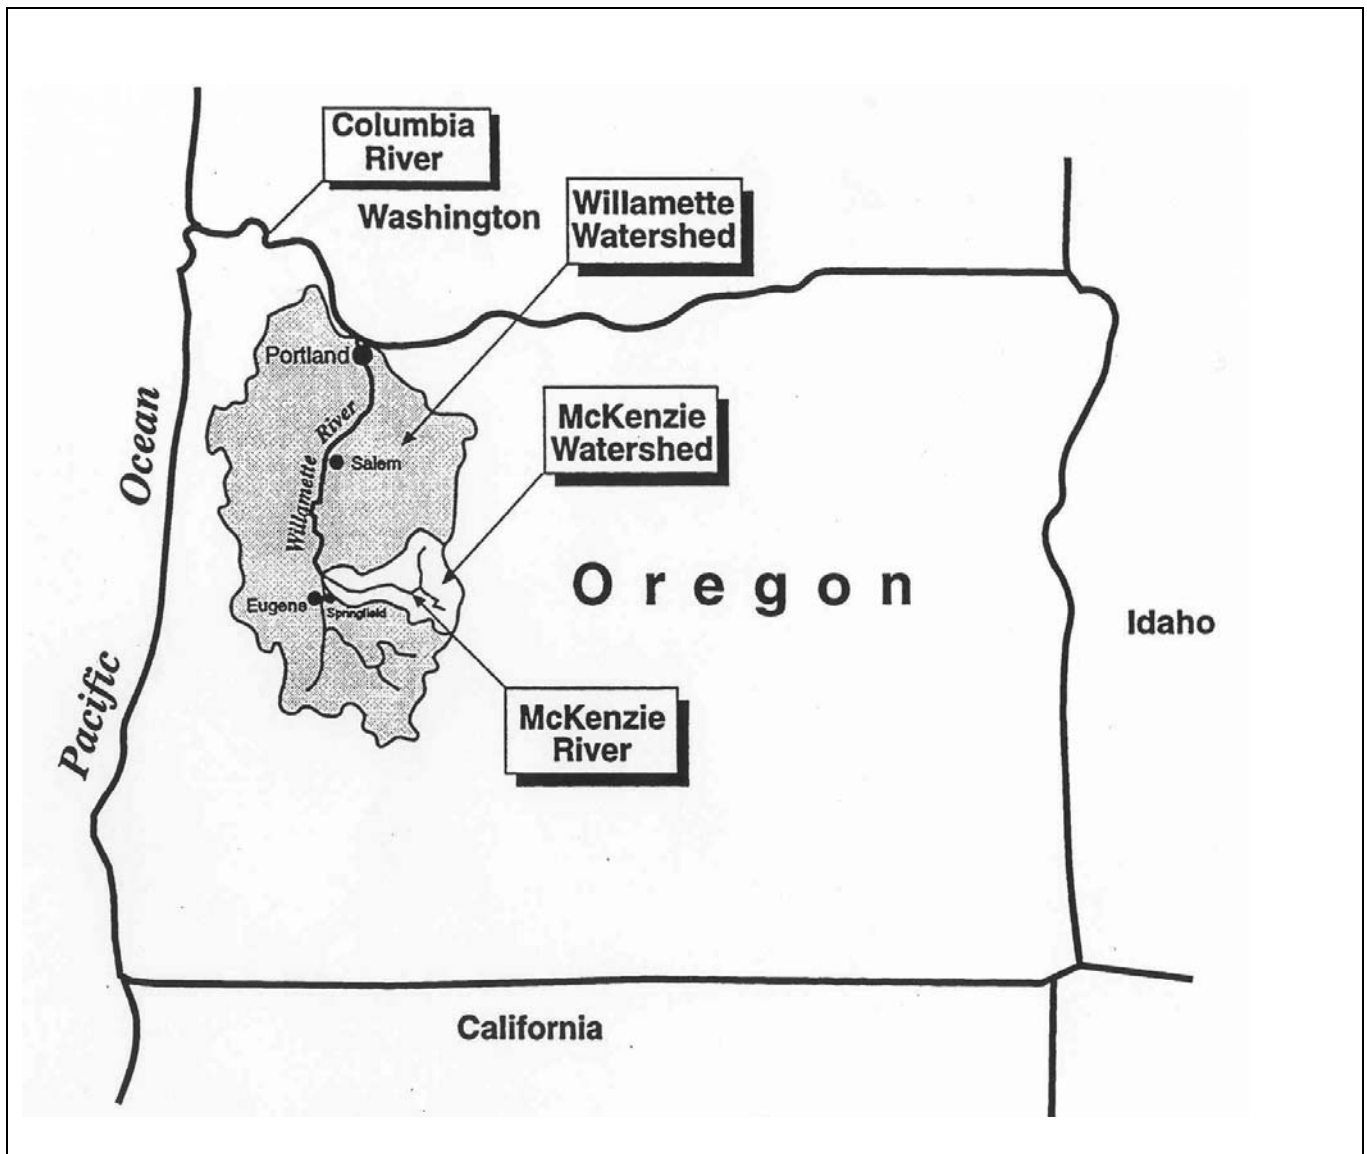 Columbia
River
Washington
Willamette
Watershed
Portland
Ocean
McKenzie
Watershed
Willamette River
Salem
Oregon
Eugene
Springfield
Idaho
Pacific
McKenzie
River
California